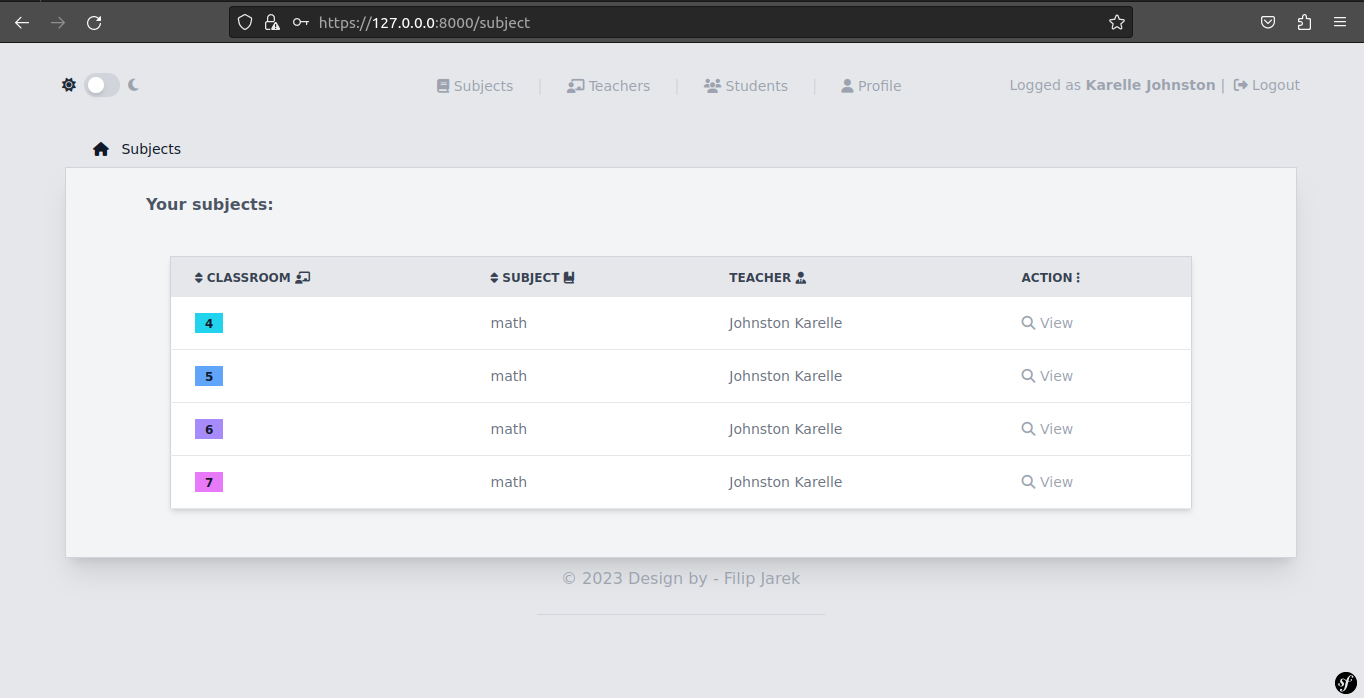 https://127.0.0.0:8000/subject
Subjects | Teachers | Students | Profile Logged as Karelle Johnston | Logout
Subjects
Your subjects:
CLASSROOM SUBJECT TEACHER ACTION
4 math Johnston Karelle View
5 math Johnston Karelle View
6 math Johnston Karelle View
7 math Johnston Karelle View
© 2023 Design by - Filip Jarek
sf